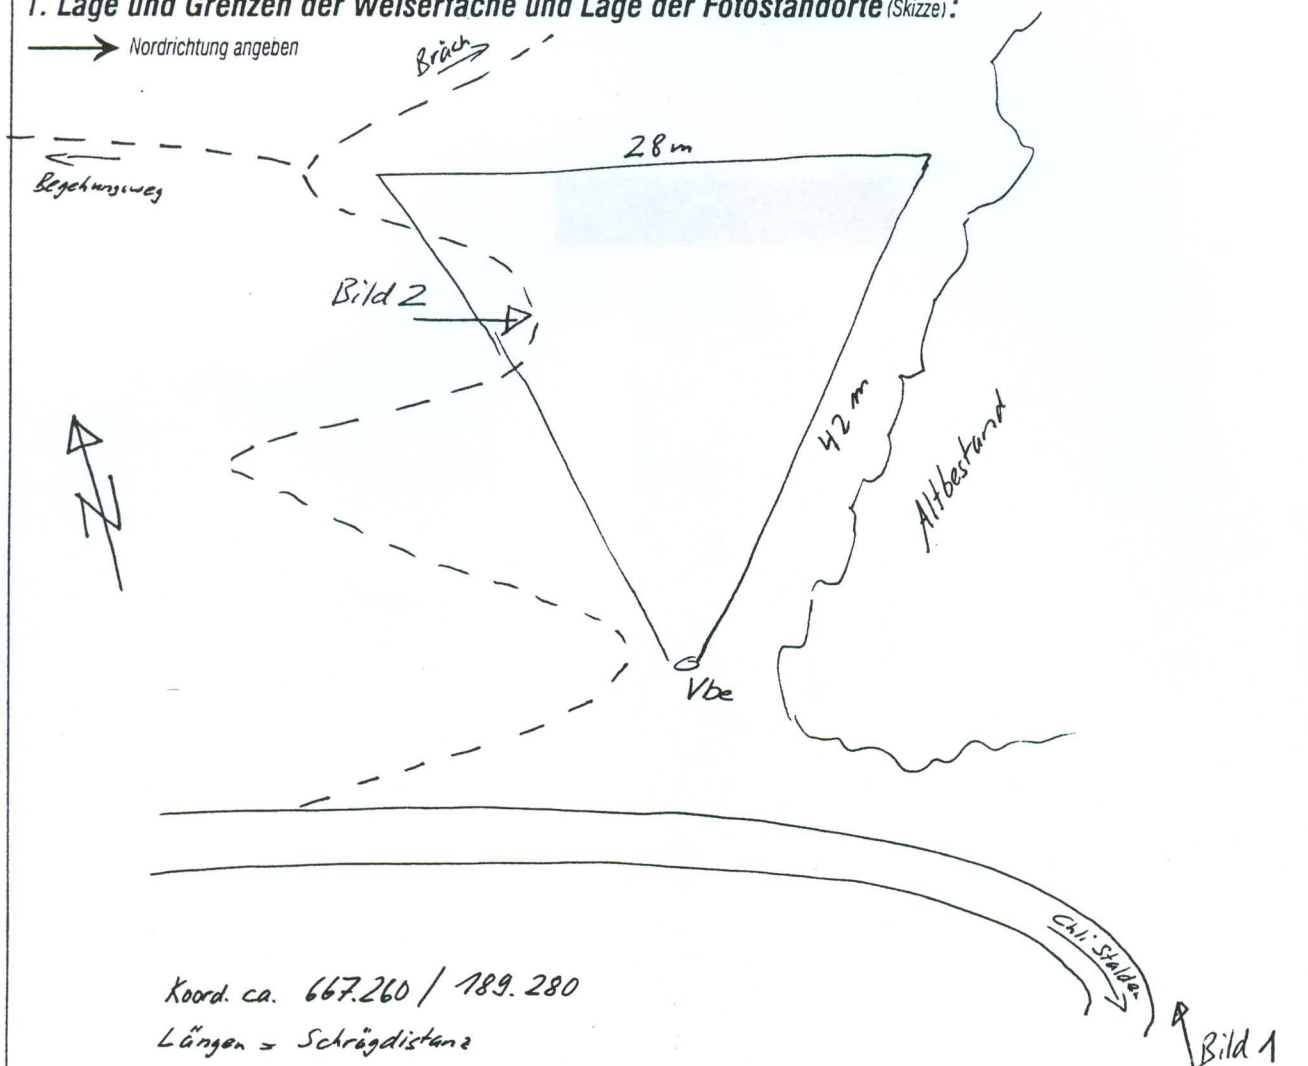 1. Lage und Grenzen der Weiserfläche und Lage der Fotostandorte (Skizze):
Nordrichtung angeben
Bräch
28m
Begehungsweg
Bild 2
42 m
Altbestand
N
Vbe
Chli Stalden
Koord. ca. 667.260 / 189.280
Längen = Schrägdistanz
Bild 1